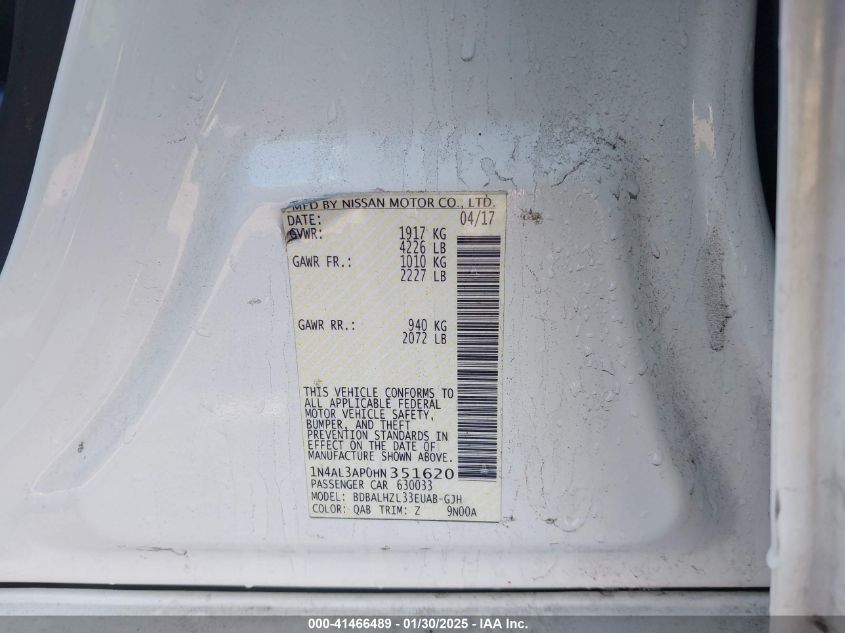 MFD BY NISSAN MOTOR CO., LTD.
DATE: 04/17
GVWR: 1917 KG
4226 LB
GAWR FR.: 1010 KG
2227 LB
GAWR RR.: 940 KG
2072 LB
THIS VEHICLE CONFORMS TO
ALL APPLICABLE FEDERAL
MOTOR VEHICLE SAFETY,
BUMPER, AND THEFT
PREVENTION STANDARDS IN
EFFECT ON THE DATE OF
MANUFACTURE SHOWN ABOVE.
1N4AL3AP0HN351620
PASSENGER CAR 630033
MODEL: BDBALHZL33EUAB-GJH
COLOR: QAB TRIM: Z 9N00A
000-41466489 - 01/30/2025 - IAA Inc.